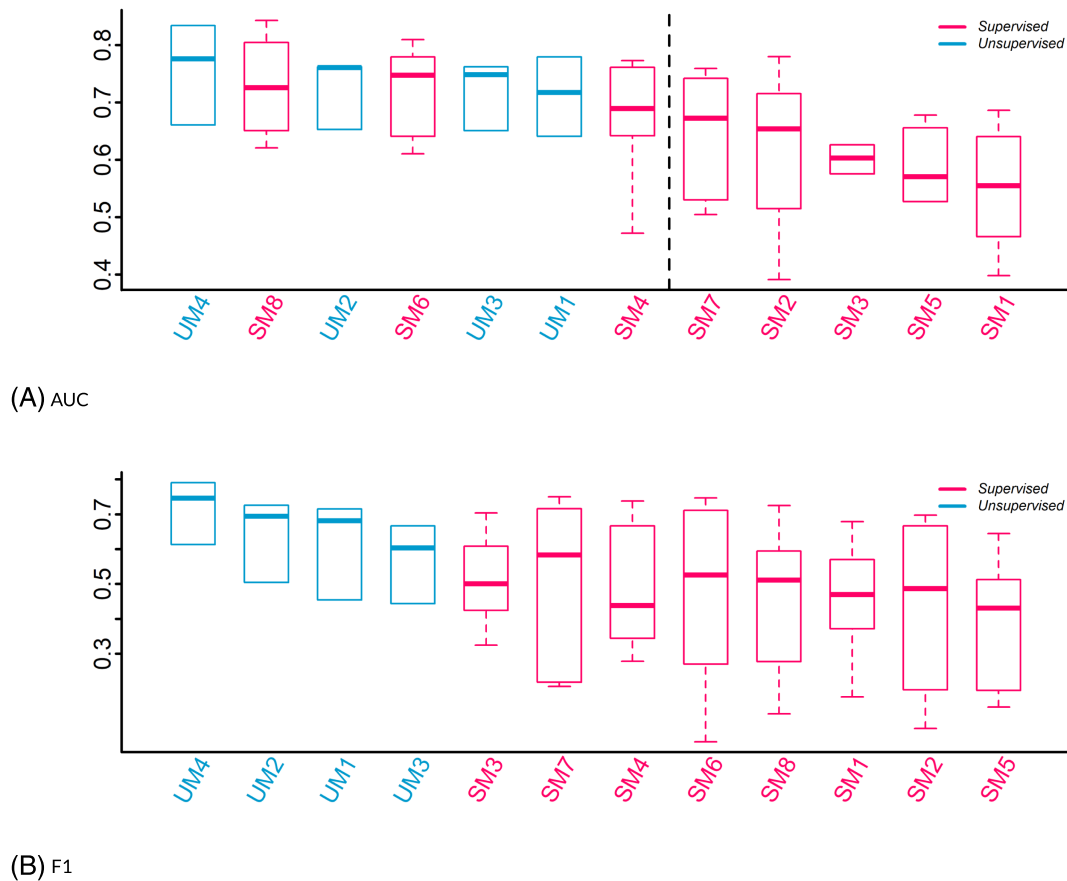 Supervised
Unsupervised
0.8
0.7
0.6
0.5
0.4
UM4 SM8 UM2 SM6 UM3 UM1 SM4 SM7 SM2 SM3 SM5 SM1
(A) AUC
Supervised
Unsupervised
0.7
0.5
0.3
UM4 UM2 UM1 UM3 SM3 SM7 SM4 SM6 SM8 SM1 SM2 SM5
(B) F1